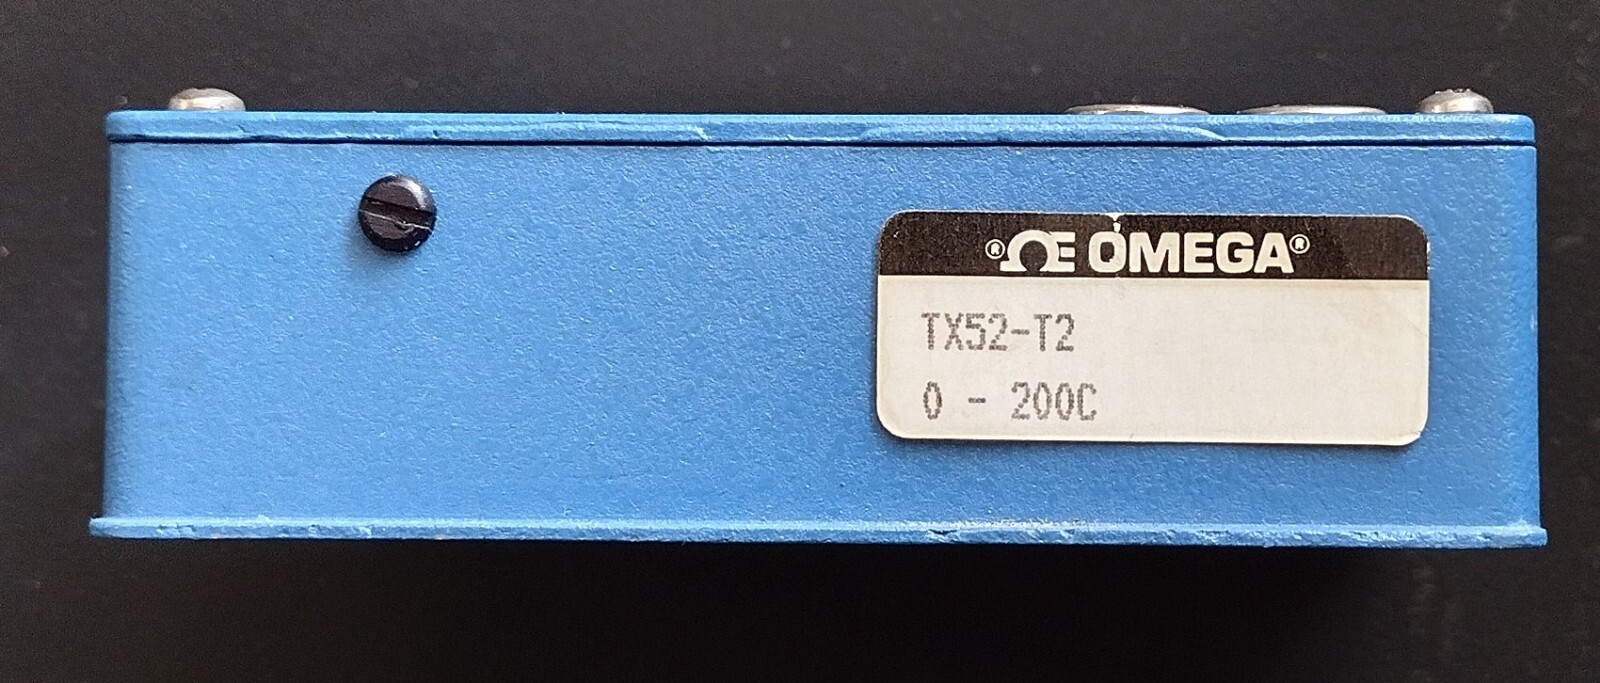 ®ΩE OMEGA®
TX52-T2
0 - 200C